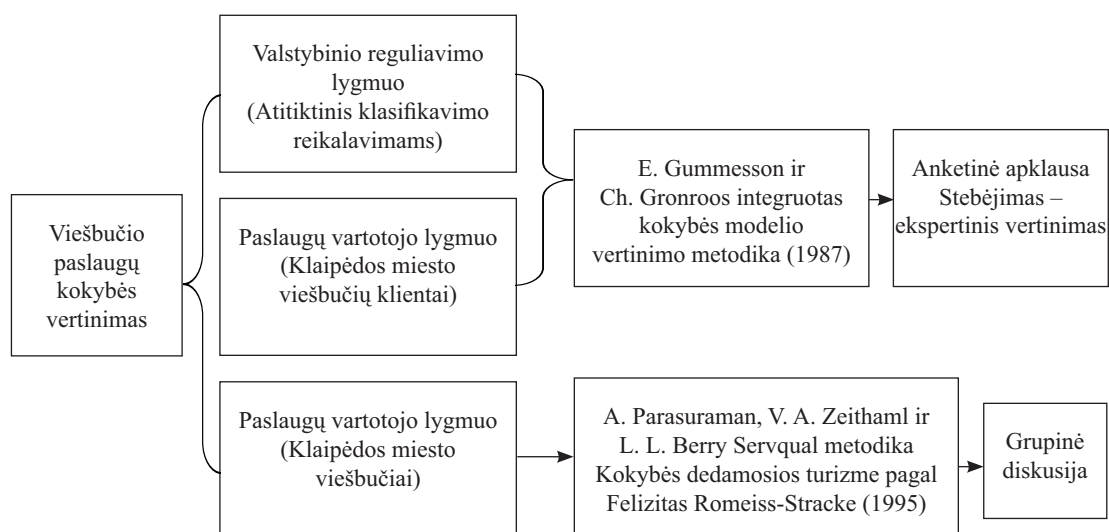 Viešbučio
paslaugų
kokybės
vertinimas
Valstybinio reguliavimo
lygmuo
(Atitiktinis klasifikavimo
reikalavimams)
Paslaugų vartotojo lygmuo
(Klaipėdos miesto
viešbučių klientai)
Paslaugų vartotojo lygmuo
(Klaipėdos miesto
viešbučiai)
E. Gummesson ir
Ch. Gronroos integruotas
kokybės modelio
vertinimo metodika (1987)
Anketinė apklausa
Stebėjimas –
ekspertinis vertinimas
A. Parasuraman, V. A. Zeithaml ir
L. L. Berry Servqual metodika
Kokybės dedamosios turizme pagal
Felizitas Romeiss-Stracke (1995)
Grupinė
diskusija